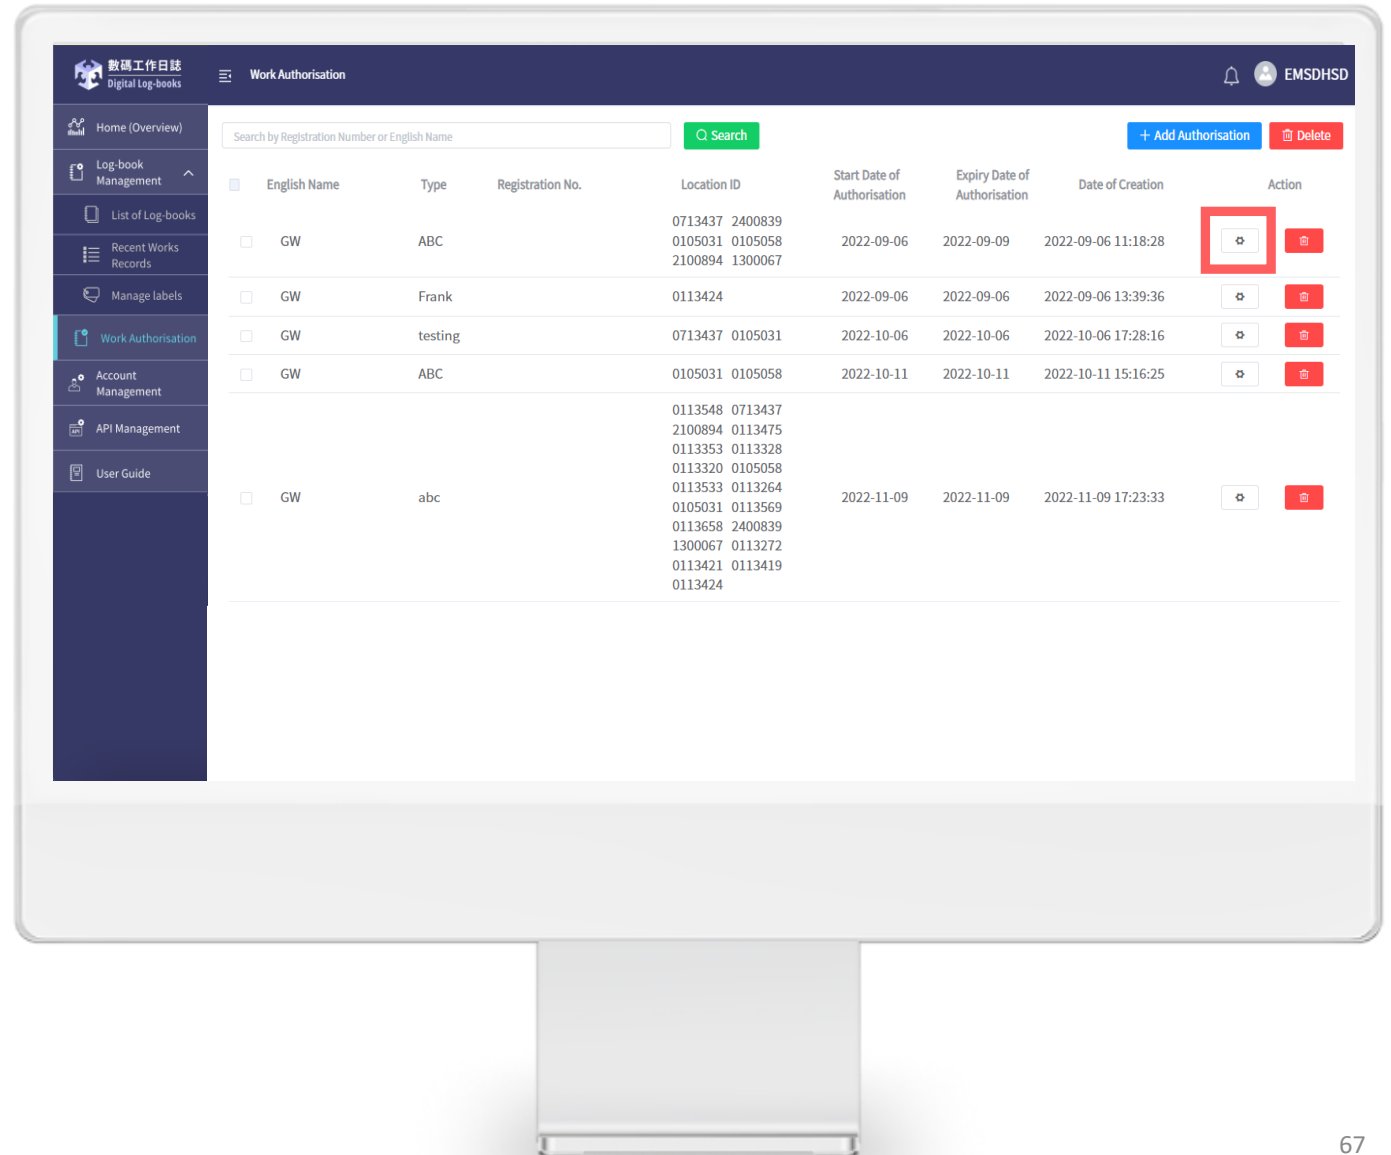 數碼工作日誌
Digital Log-books
Work Authorisation
EMSDHSD
Home (Overview)
Log-book
Management
List of Log-books
Recent Works
Records
Manage labels
Work Authorisation
Account
Management
API Management
User Guide
Search by Registration Number or English Name
Search
+ Add Authorisation
Delete
English Name Type Registration No. Location ID Start Date of Authorisation Expiry Date of Authorisation Date of Creation Action
0713437 2400839
GW ABC 0105031 0105058 2022-09-06 2022-09-09 2022-09-06 11:18:28
2100894 1300067
GW Frank 0113424 2022-09-06 2022-09-06 2022-09-06 13:39:36
GW testing 0713437 0105031 2022-10-06 2022-10-06 2022-10-06 17:28:16
GW ABC 0105031 0105058 2022-10-11 2022-10-11 2022-10-11 15:16:25
0113548 0713437
2100894 0113475
0113353 0113328
0113320 0105058
0113533 0113264
GW abc 0105031 0113569 2022-11-09 2022-11-09 2022-11-09 17:23:33
0113658 2400839
1300067 0113272
0113421 0113419
0113424
67